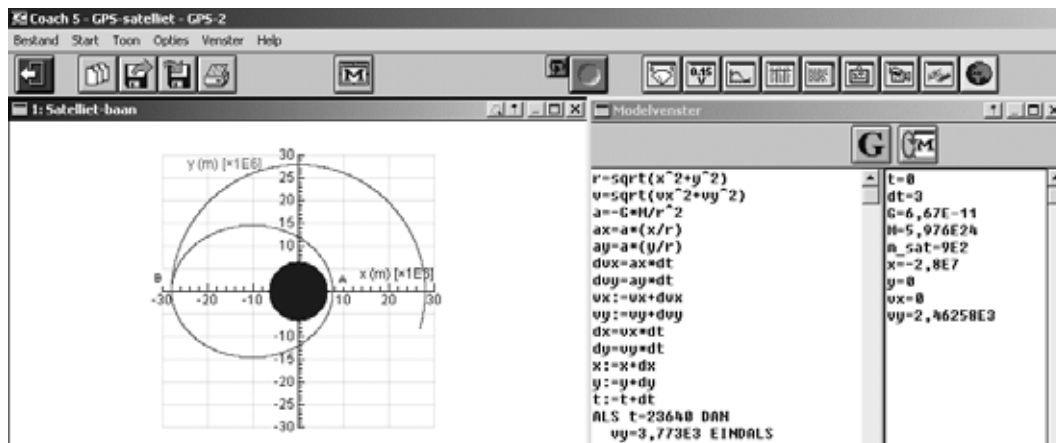 Coach 5 - GPS-satelliet - GPS-2
Bestand Start Toon Opties Venster Help
M
0,15 V
1: Satelliet-baan
Modelvenster
G M
y (m) [×1E6]
30
25
20
15
10
5
B A x (m) [×1E6]
-30 -20 -10 10 20 30
-5
-10
-15
-20
-25
-30
r=sqrt(x^2+y^2)
v=sqrt(vx^2+vy^2)
a=-G*M/r^2
ax=a*(x/r)
ay=a*(y/r)
dvx=ax*dt
dvy=ay*dt
vx:=vx+dvx
vy:=vy+dvy
dx=vx*dt
dy=vy*dt
x:=x+dx
y:=y+dy
t:=t+dt
ALS t=23640 DAN
vy=3,773E3 EINDALS
t=0
dt=3
G=6,67E-11
M=5,976E24
m_sat=9E2
x=-2,8E7
y=0
vx=0
vy=2,46258E3